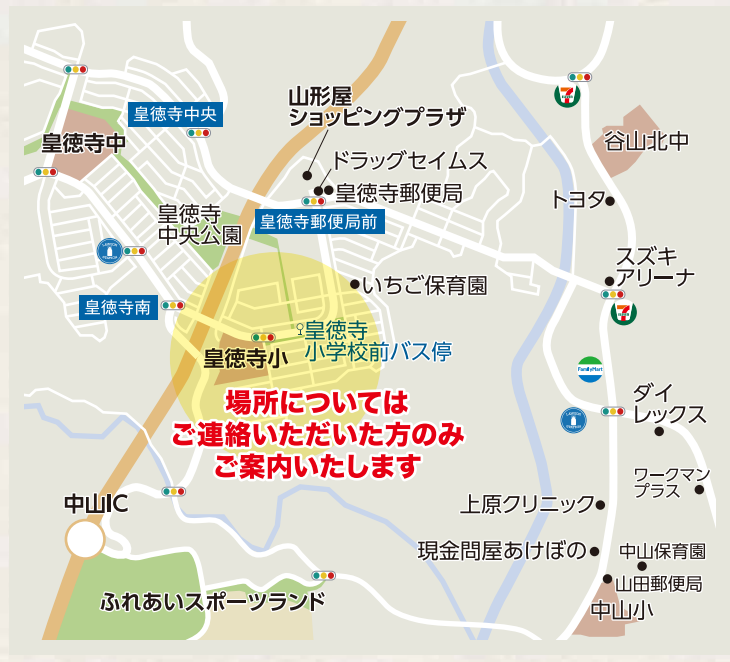 山形屋
ショッピングプラザ
皇徳寺中央
皇徳寺中
谷山北中
ドラッグセイムス
皇徳寺郵便局
トヨタ
皇徳寺
中央公園
皇徳寺郵便局前
スズキ
アリーナ
いちご保育園
皇徳寺南
皇徳寺
小学校前バス停
皇徳寺小
FamilyMart
場所については
ご連絡いただいた方のみ
ご案内いたします
ダイ
レックス
ワークマン
プラス
中山IC
上原クリニック
現金問屋あけぼの
中山保育園
山田郵便局
ふれあいスポーツランド
中山小